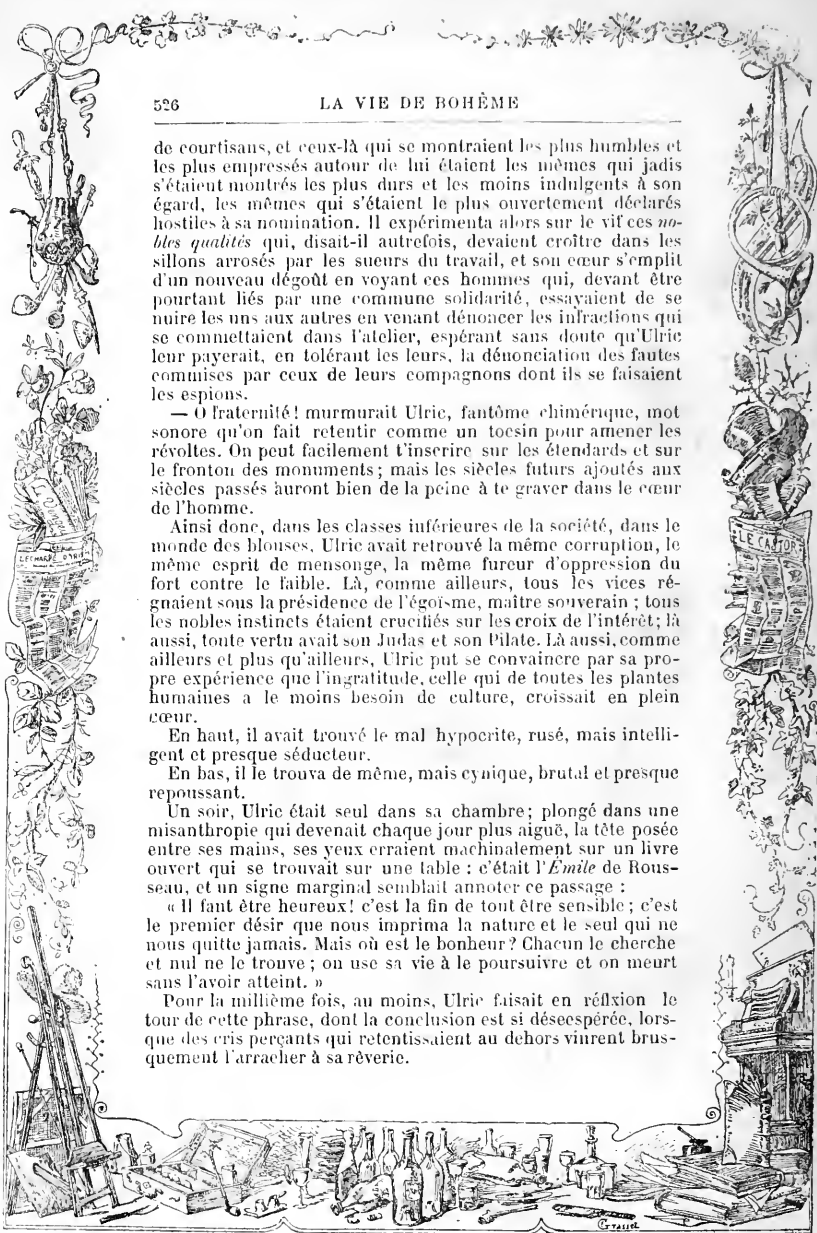 526 LA VIE DE BOHÈME
de courtisans, et ceux-là qui se montraient les plus humbles et
les plus empressés autour de lui étaient les mêmes qui jadis
s'étaient montrés les plus durs et les moins indulgents à son
égard, les mêmes qui s'étaient le plus ouvertement déclarés
hostiles à sa nomination. Il expérimenta alors sur le vif ces no-
bles qualités qui, disait-il autrefois, devaient croître dans les
sillons arrosés par les sueurs du travail, et son cœur s'emplit
d'un nouveau dégoût en voyant ces hommes qui, devant être
pourtant liés par une commune solidarité, essayaient de se
nuire les uns aux autres en venant dénoncer les infractions qui
se commettaient dans l'atelier, espérant sans doute qu'Ulric
leur payerait, en tolérant les leurs, la dénonciation des fautes
commises par ceux de leurs compagnons dont ils se faisaient
les espions.
— O fraternité! murmurait Ulric, fantôme chimérique, mot
sonore qu'on fait retentir comme un tocsin pour amener les
révoltes. On peut facilement t'inscrire sur les étendards et sur
le fronton des monuments; mais les siècles futurs ajoutés aux
siècles passés auront bien de la peine à te graver dans le cœur
de l'homme.
Ainsi donc, dans les classes inférieures de la société, dans le
monde des blouses, Ulric avait retrouvé la même corruption, le
même esprit de mensonge, la même fureur d'oppression du
fort contre le faible. Là, comme ailleurs, tous les vices ré-
gnaient sous la présidence de l'égoïsme, maître souverain; tous
les nobles instincts étaient crucifiés sur les croix de l'intérêt; là
aussi, toute vertu avait son Judas et son Pilate. Là aussi, comme
ailleurs et plus qu'ailleurs, Ulric put se convaincre par sa pro-
pre expérience que l'ingratitude, celle qui de toutes les plantes
humaines a le moins besoin de culture, croissait en plein
cœur.
En haut, il avait trouvé le mal hypocrite, rusé, mais intelli-
gent et presque séducteur.
En bas, il le trouva de même, mais cynique, brutal et presque
repoussant.
Un soir, Ulric était seul dans sa chambre; plongé dans une
misanthropie qui devenait chaque jour plus aiguë, la tête posée
entre ses mains, ses yeux erraient machinalement sur un livre
ouvert qui se trouvait sur une table : c'était l'Émile de Rous-
seau, et un signe marginal semblait annoter ce passage :
« Il faut être heureux! c'est la fin de tout être sensible; c'est
le premier désir que nous imprima la nature et le seul qui ne
nous quitte jamais. Mais où est le bonheur? Chacun le cherche
et nul ne le trouve; on use sa vie à le poursuivre et on meurt
sans l'avoir atteint. »
Pour la millième fois, au moins, Ulric faisait en réflxion le
tour de cette phrase, dont la conclusion est si désespérée, lors-
que des cris perçants qui retentissaient au dehors vinrent brus-
quement l'arracher à sa rêverie.
L'ECHARPE D'IRIS
LE CASTOR
Grasset